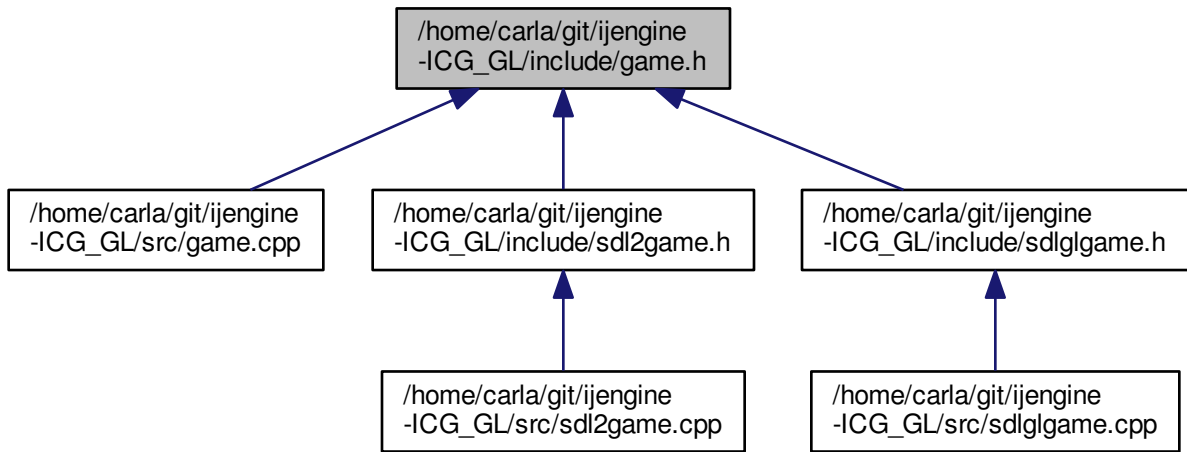 /home/carla/git/ijengine
-ICG_GL/include/game.h
/home/carla/git/ijengine
-ICG_GL/src/game.cpp
/home/carla/git/ijengine
-ICG_GL/include/sdl2game.h
/home/carla/git/ijengine
-ICG_GL/include/sdlglgame.h
/home/carla/git/ijengine
-ICG_GL/src/sdl2game.cpp
/home/carla/git/ijengine
-ICG_GL/src/sdlglgame.cpp